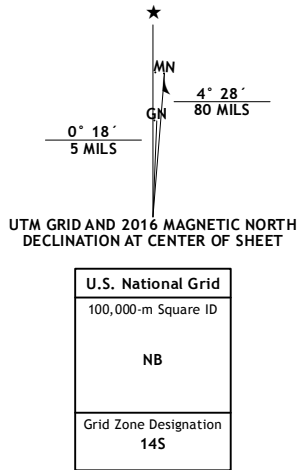 ★
MN
GN
4° 28´
80 MILS
0° 18´
5 MILS
UTM GRID AND 2016 MAGNETIC NORTH
DECLINATION AT CENTER OF SHEET
U.S. National Grid
100,000-m Square ID
NB
Grid Zone Designation
14S